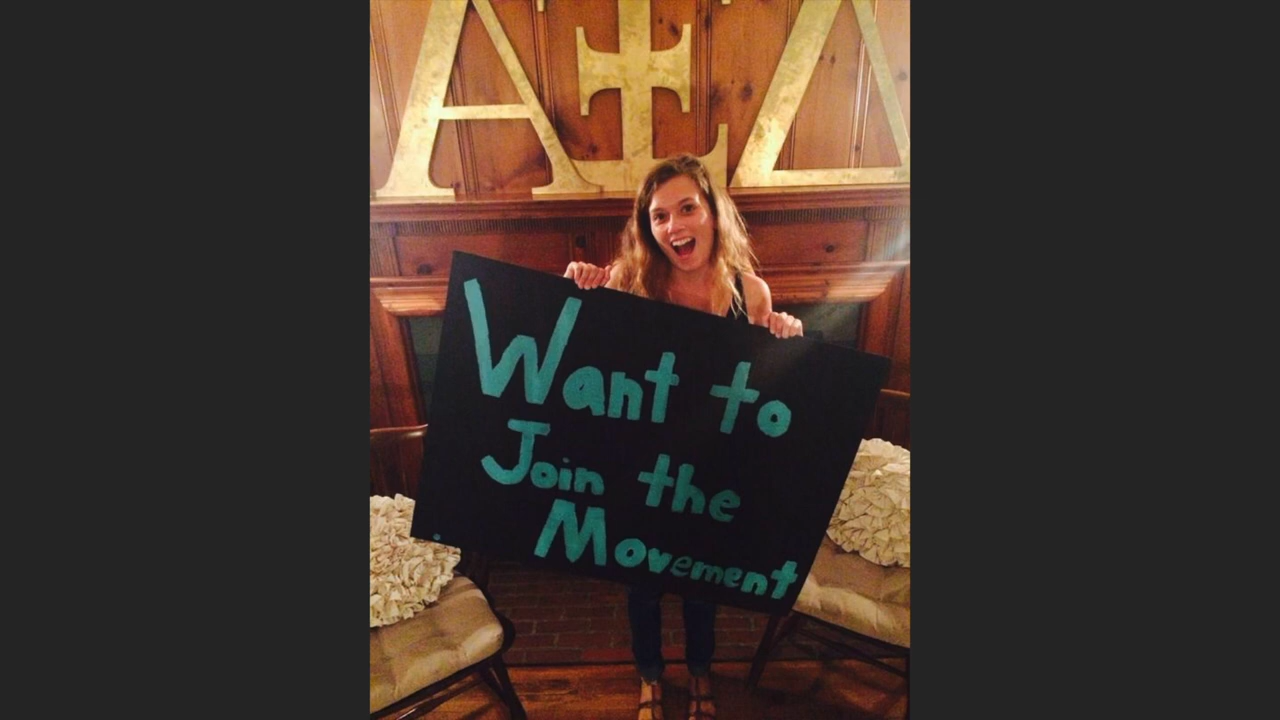 ΑΞΔ
Want to
Join the
Movement